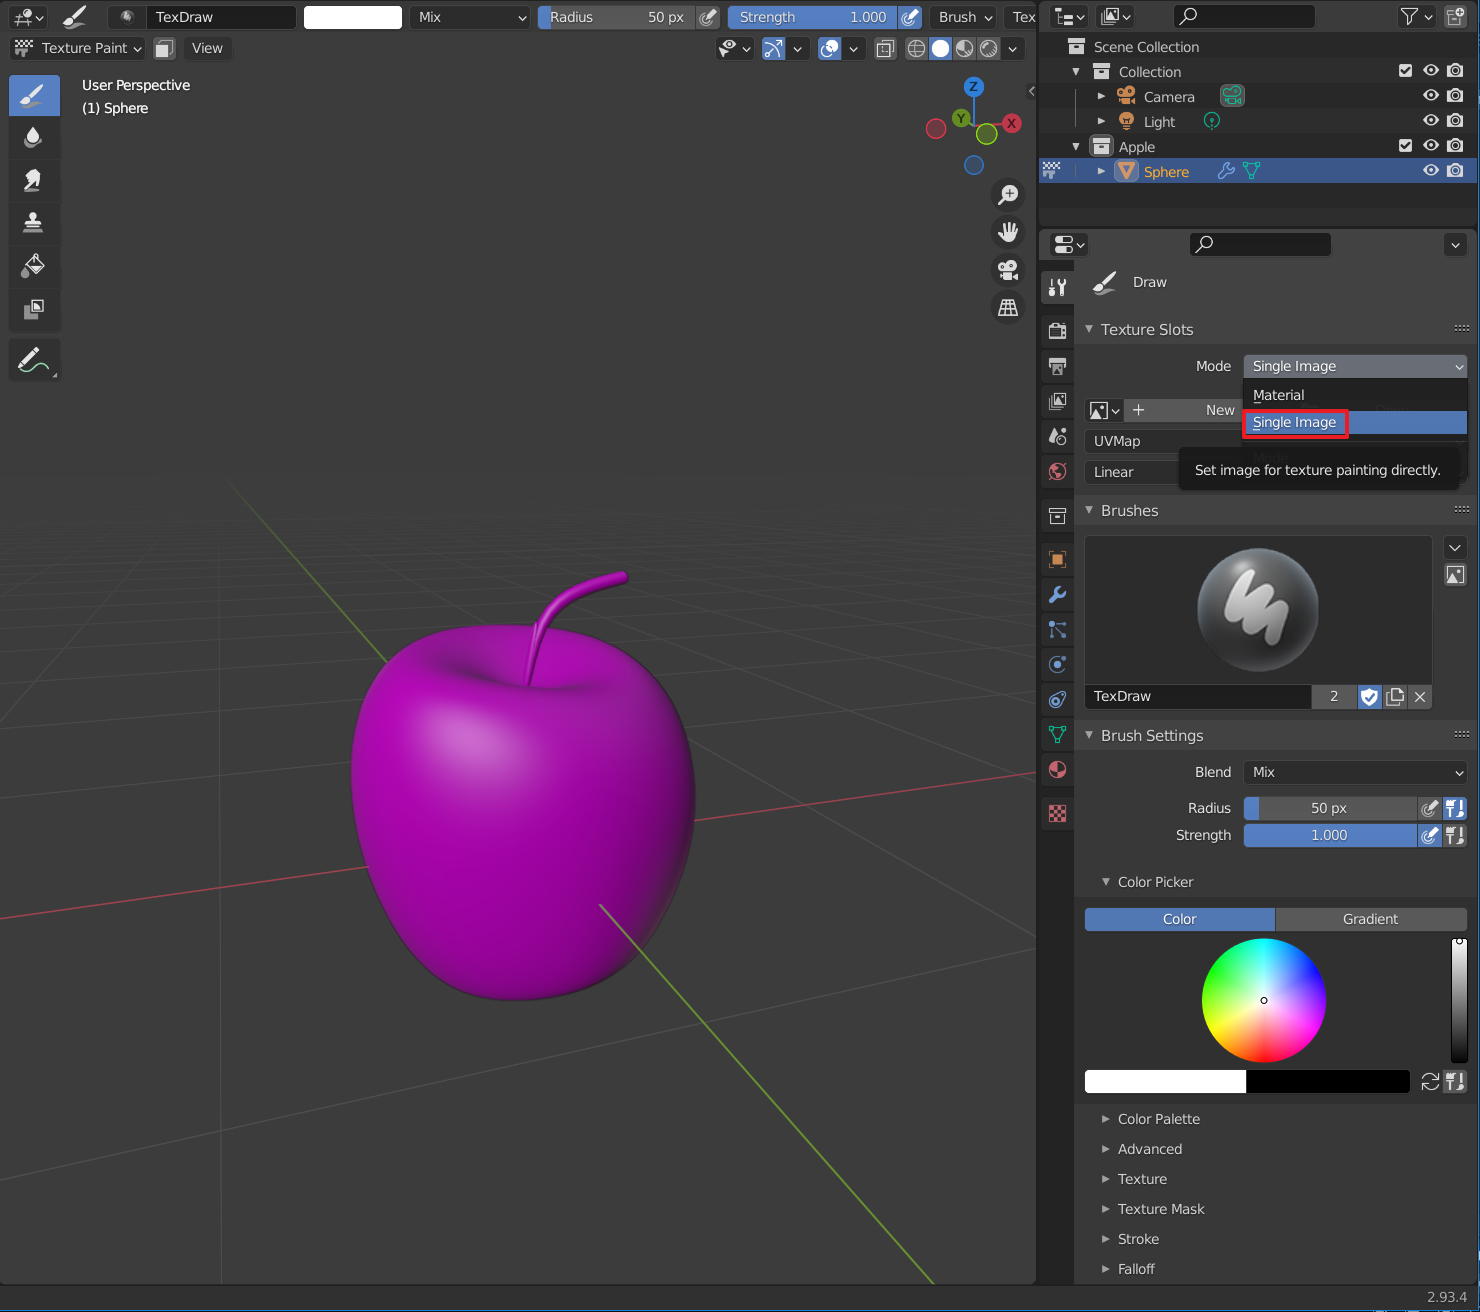 TexDraw
Mix
Radius 50 px
Strength 1.000
Brush
Tex
Texture Paint
View
User Perspective
(1) Sphere
Z
Y
X
Scene Collection
Collection
Camera
Light
Apple
Sphere
Draw
Texture Slots
Mode Single Image
Material
New
Single Image
UVMap
Linear
Set image for texture painting directly.
Brushes
TexDraw 2
Brush Settings
Blend Mix
Radius 50 px
Strength 1.000
Color Picker
Color Gradient
Color Palette
Advanced
Texture
Texture Mask
Stroke
Falloff
2.93.4